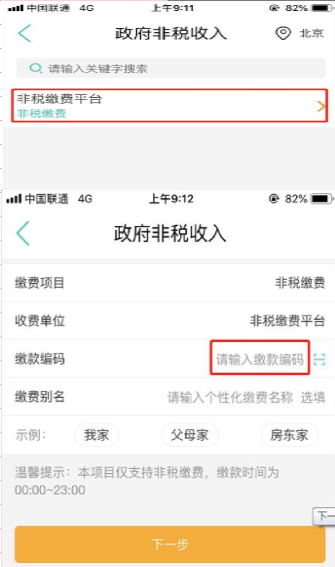 中国联通 4G 上午9:11 82%
政府非税收入 北京
请输入关键字搜索
非税缴费平台
非税缴费
中国联通 4G 上午9:12 82%
政府非税收入
缴费项目 非税缴费
收费单位 非税缴费平台
缴款编码 请输入缴款编码
缴费别名 请输入个性化缴费名称 选填
示例: 我家 父母家 房东家
温馨提示：本项目仅支持非税缴费，缴款时间为
00:00~23:00
下一
下一步